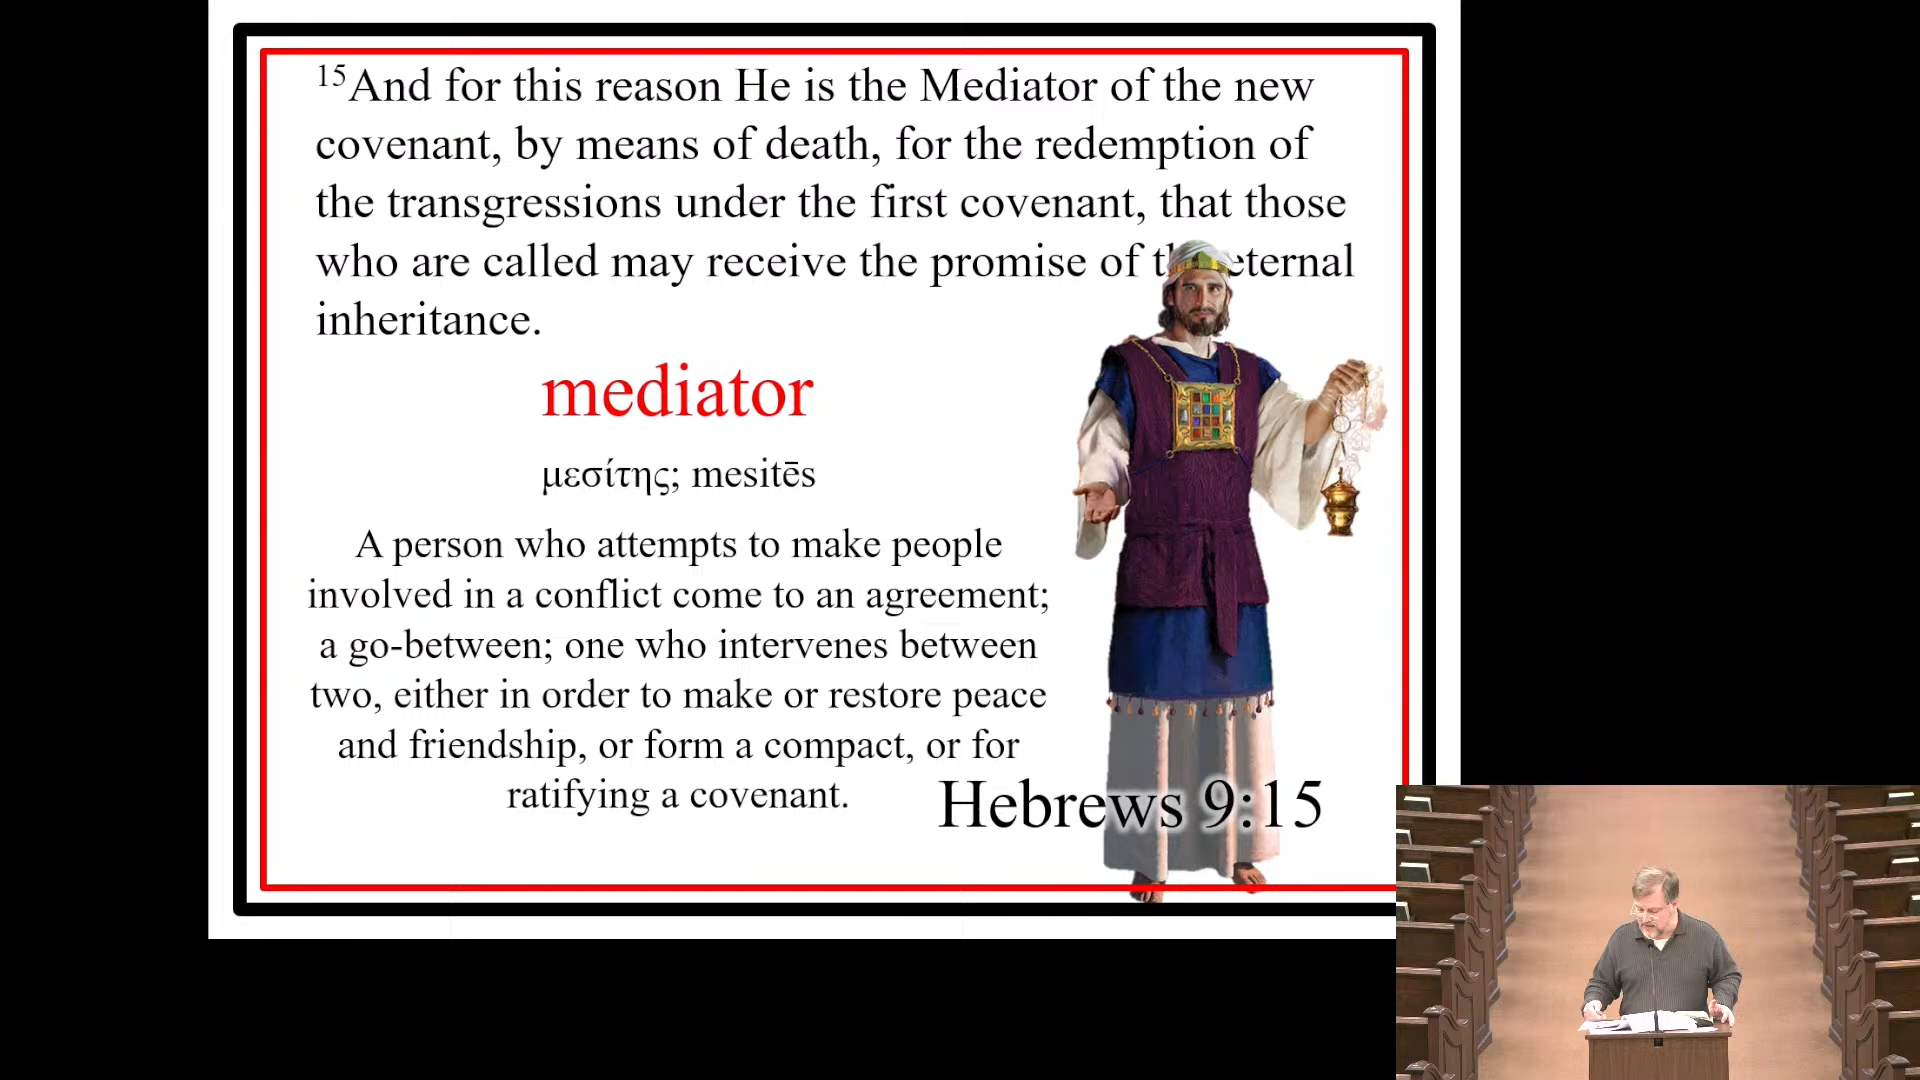 ¹⁵And for this reason He is the Mediator of the new
covenant, by means of death, for the redemption of
the transgressions under the first covenant, that those
who are called may receive the promise of eternal
inheritance.
mediator
μεσίτης; mesitēs
A person who attempts to make people
involved in a conflict come to an agreement;
a go-between; one who intervenes between
two, either in order to make or restore peace
and friendship, or form a compact, or for
ratifying a covenant.
Hebrews 9:15